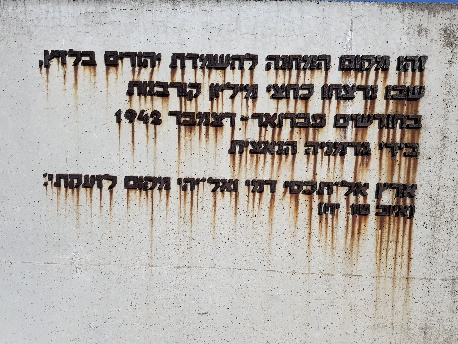 זהו מקום המחנה להשמדת יהודים בלזץ,
שבו נרצחו כחצי מיליון קורבנות
בחודשים פברואר - דצמבר 1942
בידי גרמניה הנאצית
ארץ אל תכסי דמי ואל יהי מקום לזעקתי:
(איוב טז יח)